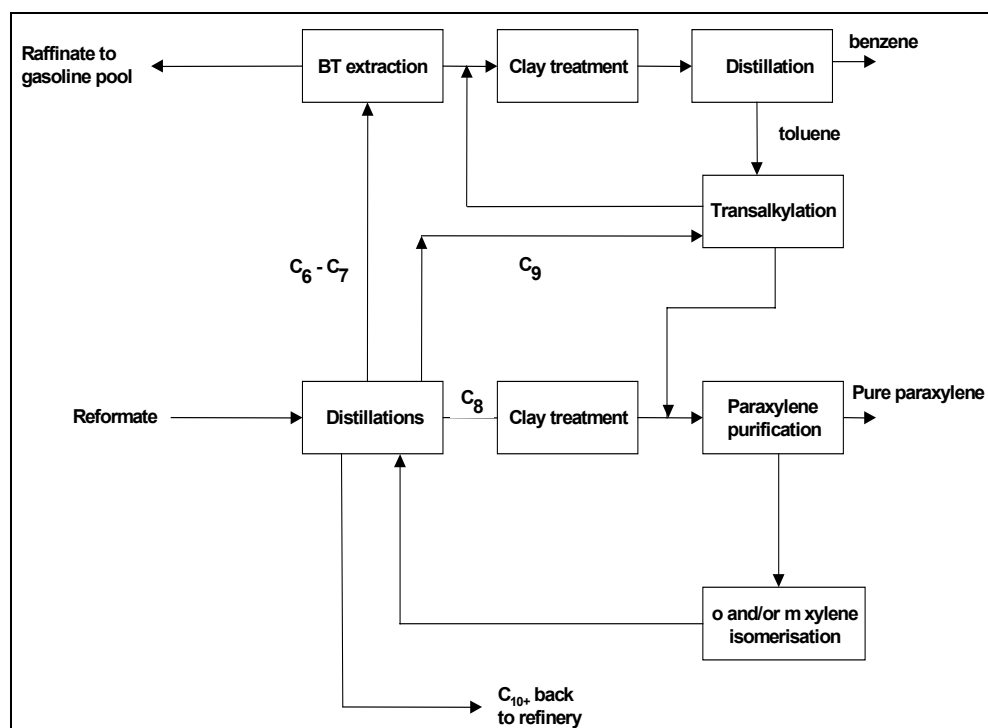 Raffinate to
gasoline pool
BT extraction
Clay treatment
Distillation
benzene
toluene
Transalkylation
C6 - C7
C9
Reformate
Distillations
C8
Clay treatment
Paraxylene
purification
Pure paraxylene
o and/or m xylene
isomerisation
C10+ back
to refinery